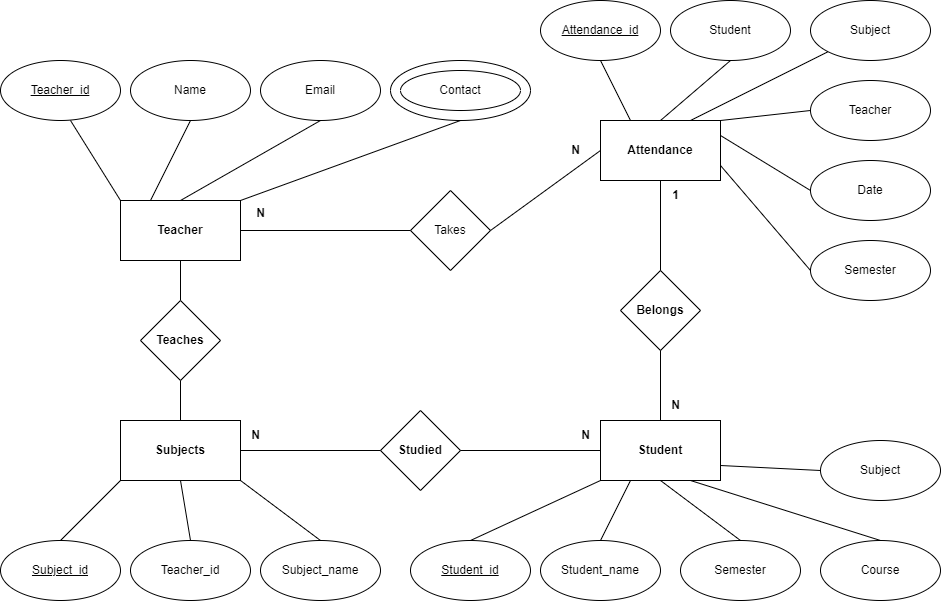 Attendance_id
Student
Subject
Teacher_id
Name
Email
Contact
Teacher
N
Attendance
Date
1
N
Teacher
Takes
Semester
Belongs
Teaches
N
N
N
Subjects
Studied
Student
Subject
Subject_id
Teacher_id
Subject_name
Student_id
Student_name
Semester
Course